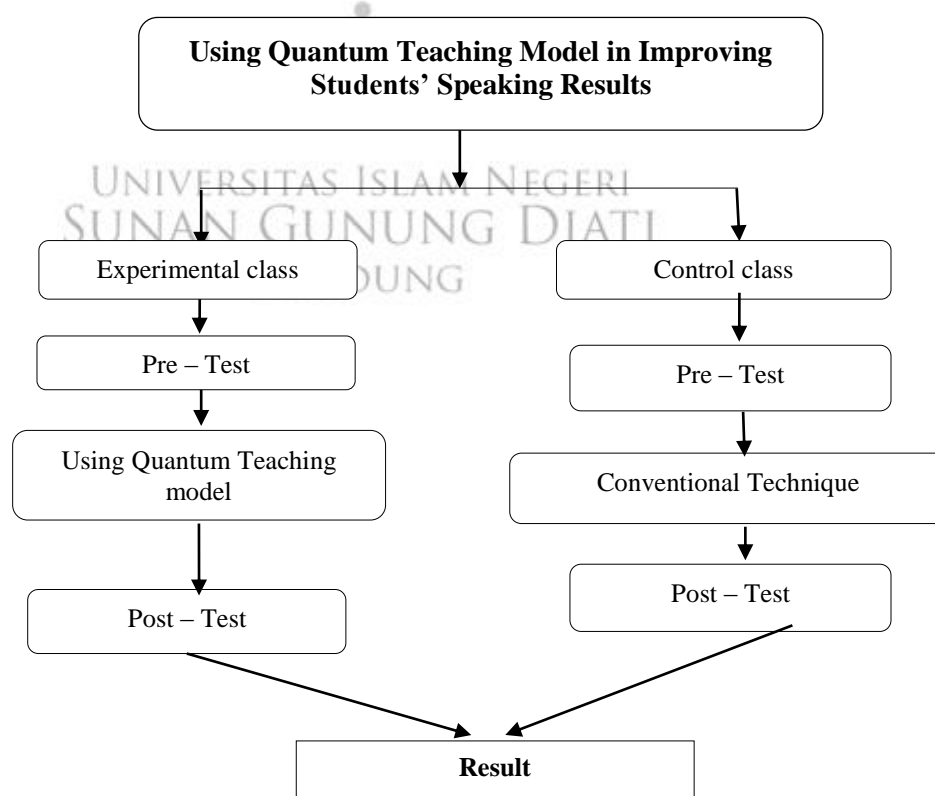 Using Quantum Teaching Model in Improving
Students’ Speaking Results
UNIVERSITAS ISLAM NEGERI
SUNAN GUNUNG DJATI
Experimental class
Control class
Pre – Test
Pre – Test
Using Quantum Teaching
model
Conventional Technique
Post – Test
Post – Test
Result